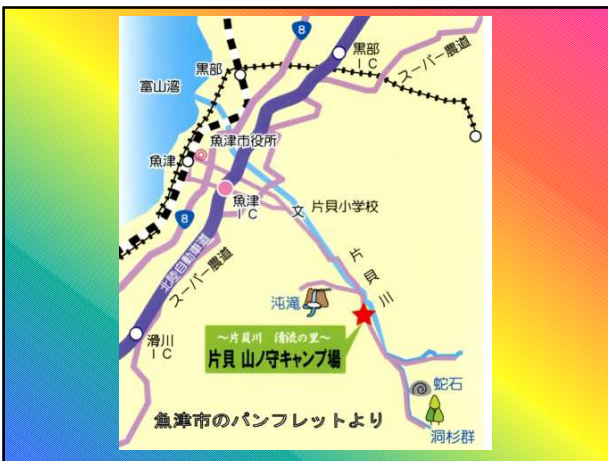 8
黒部
IC
スーパー農道
黒部
富山湾
魚津市役所
魚津
魚津
IC
文
片貝小学校
8
北陸自動車道
スーパー農道
片貝川
沌滝
滑川
IC
～片貝川 清流の里～
片貝 山ノ守キャンプ場
蛇石
洞杉群
魚津市のパンフレットより